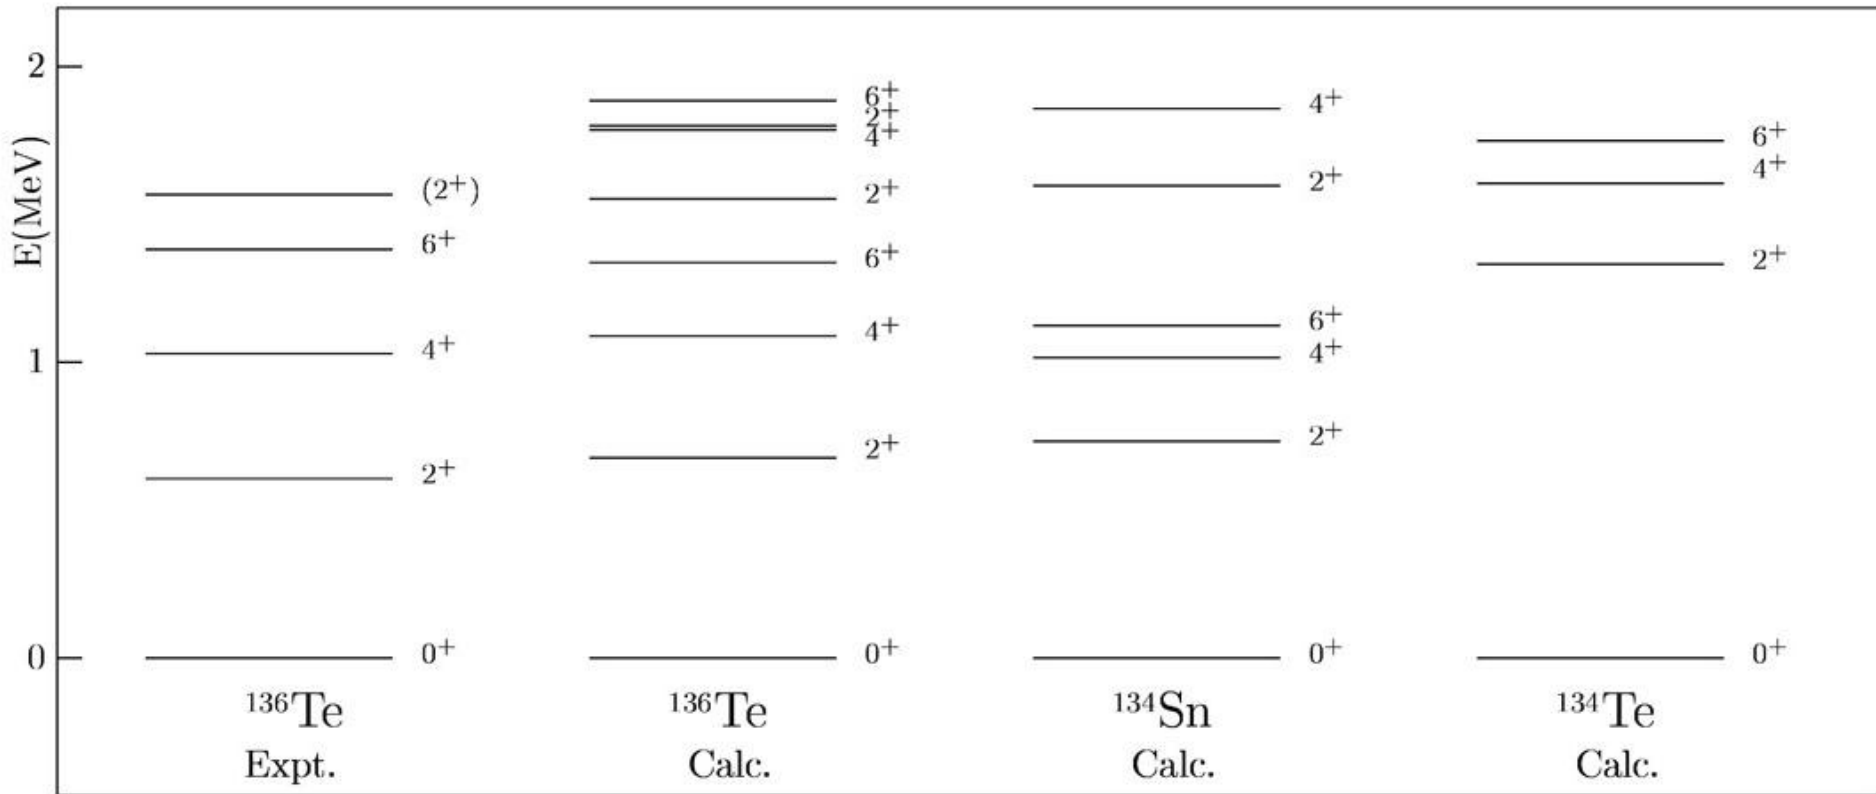 E(MeV)
2
1
0
(2⁺)
6⁺
4⁺
2⁺
0⁺
¹³⁶Te
Expt.
6⁺
2⁺
4⁺
2⁺
6⁺
4⁺
2⁺
0⁺
¹³⁶Te
Calc.
4⁺
2⁺
6⁺
4⁺
2⁺
0⁺
¹³⁴Sn
Calc.
6⁺
4⁺
2⁺
0⁺
¹³⁴Te
Calc.